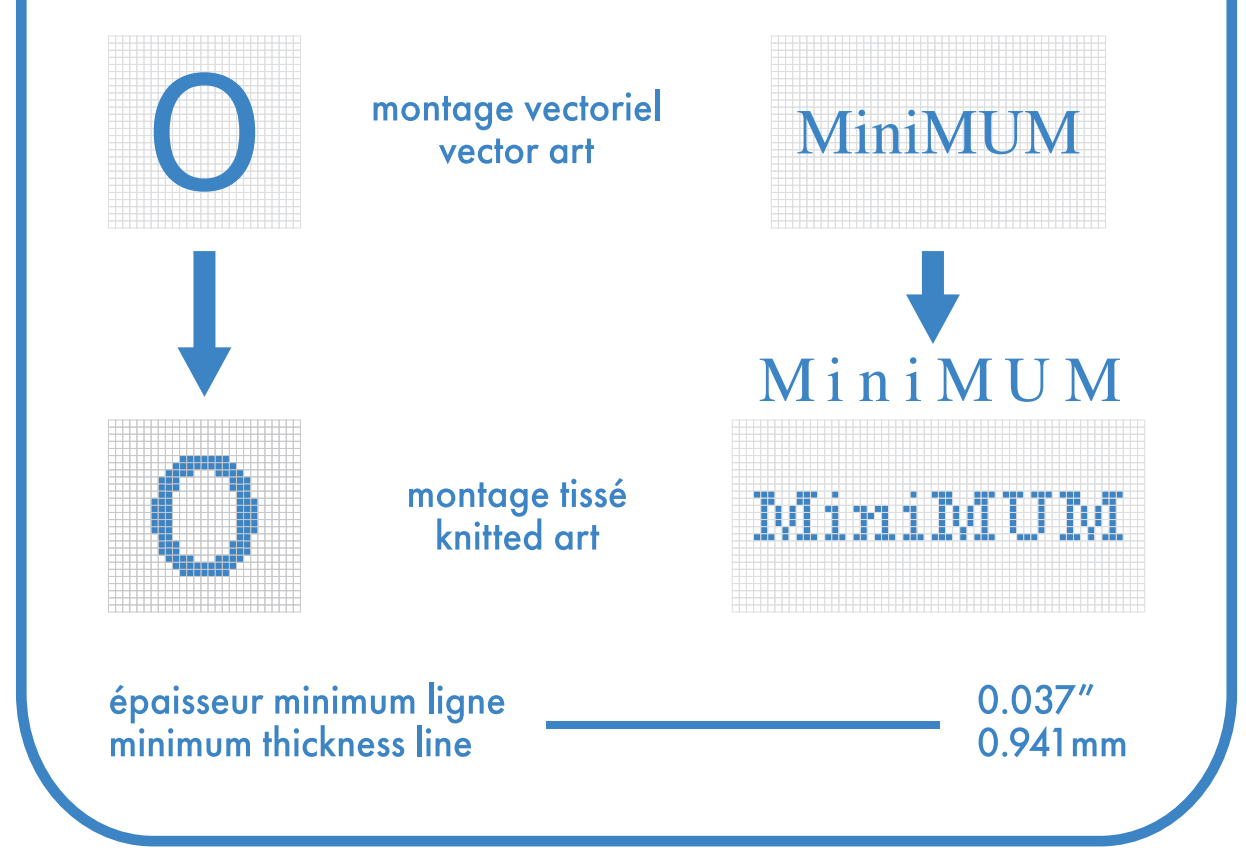 O
montage vectoriel
vector art
MiniMUM
MiniMUM
O
montage tissé
knitted art
MiniMUM
épaisseur minimum ligne
minimum thickness line
0.037"
0.941mm